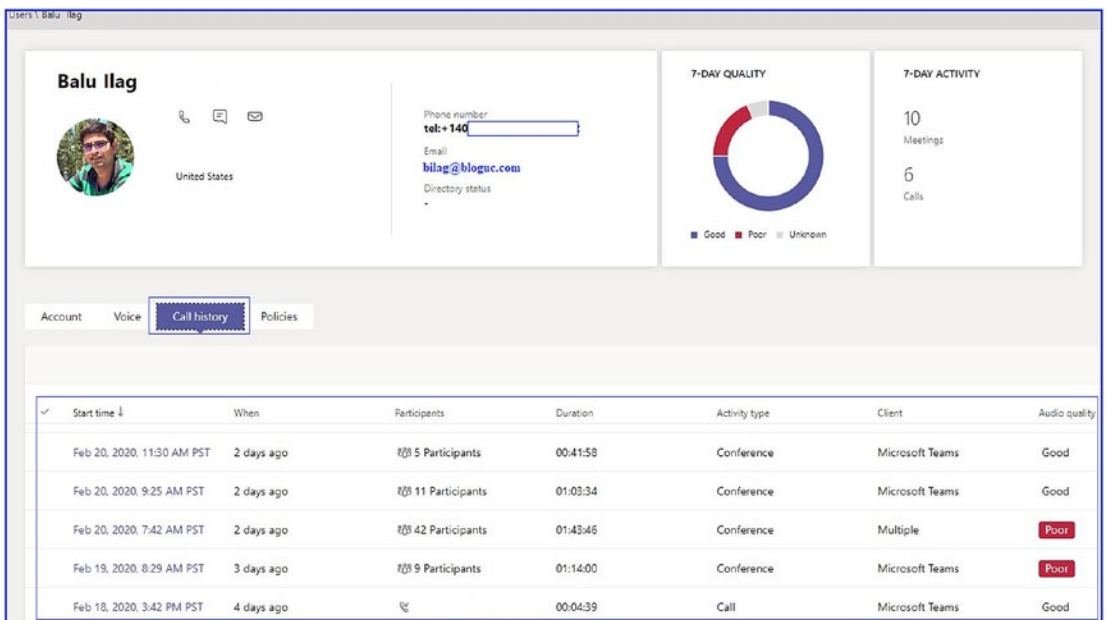 Users \ Balu Ilag
Balu Ilag
United States
Phone number
tel:+140
Email
bilag@bloguc.com
Directory status
-
7-DAY QUALITY
Good Poor Unknown
7-DAY ACTIVITY
10
Meetings
6
Calls
Account Voice Call history Policies
Start time ↓ When Participants Duration Activity type Client Audio quality
Feb 20, 2020, 11:30 AM PST 2 days ago 5 Participants 00:41:58 Conference Microsoft Teams Good
Feb 20, 2020, 9:25 AM PST 2 days ago 11 Participants 01:03:34 Conference Microsoft Teams Good
Feb 20, 2020, 7:42 AM PST 2 days ago 42 Participants 01:43:46 Conference Multiple Poor
Feb 19, 2020, 8:29 AM PST 3 days ago 9 Participants 01:14:00 Conference Microsoft Teams Poor
Feb 18, 2020, 3:42 PM PST 4 days ago 00:04:39 Call Microsoft Teams Good